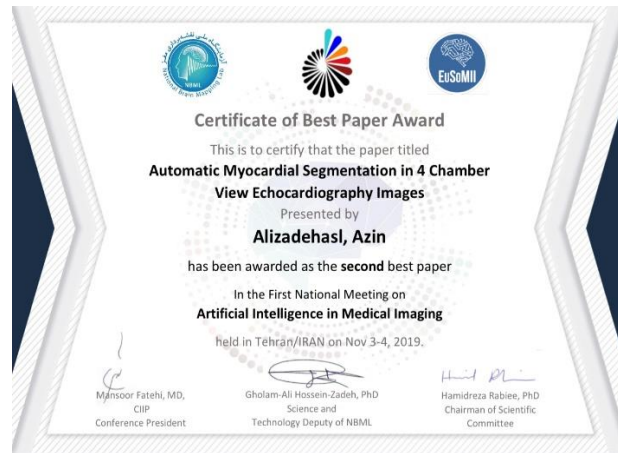 NBML
National Brain Mapping Lab
EuSoMII
Certificate of Best Paper Award
This is to certify that the paper titled
Automatic Myocardial Segmentation in 4 Chamber
View Echocardiography Images
Presented by
Alizadehasl, Azin
has been awarded as the second best paper
In the First National Meeting on
Artificial Intelligence in Medical Imaging
held in Tehran/IRAN on Nov 3-4, 2019.
Mansoor Fatehi, MD,
CIIP
Conference President
Gholam-Ali Hossein-Zadeh, PhD
Science and
Technology Deputy of NBML
Hamidreza Rabiee, PhD
Chairman of Scientific
Committee